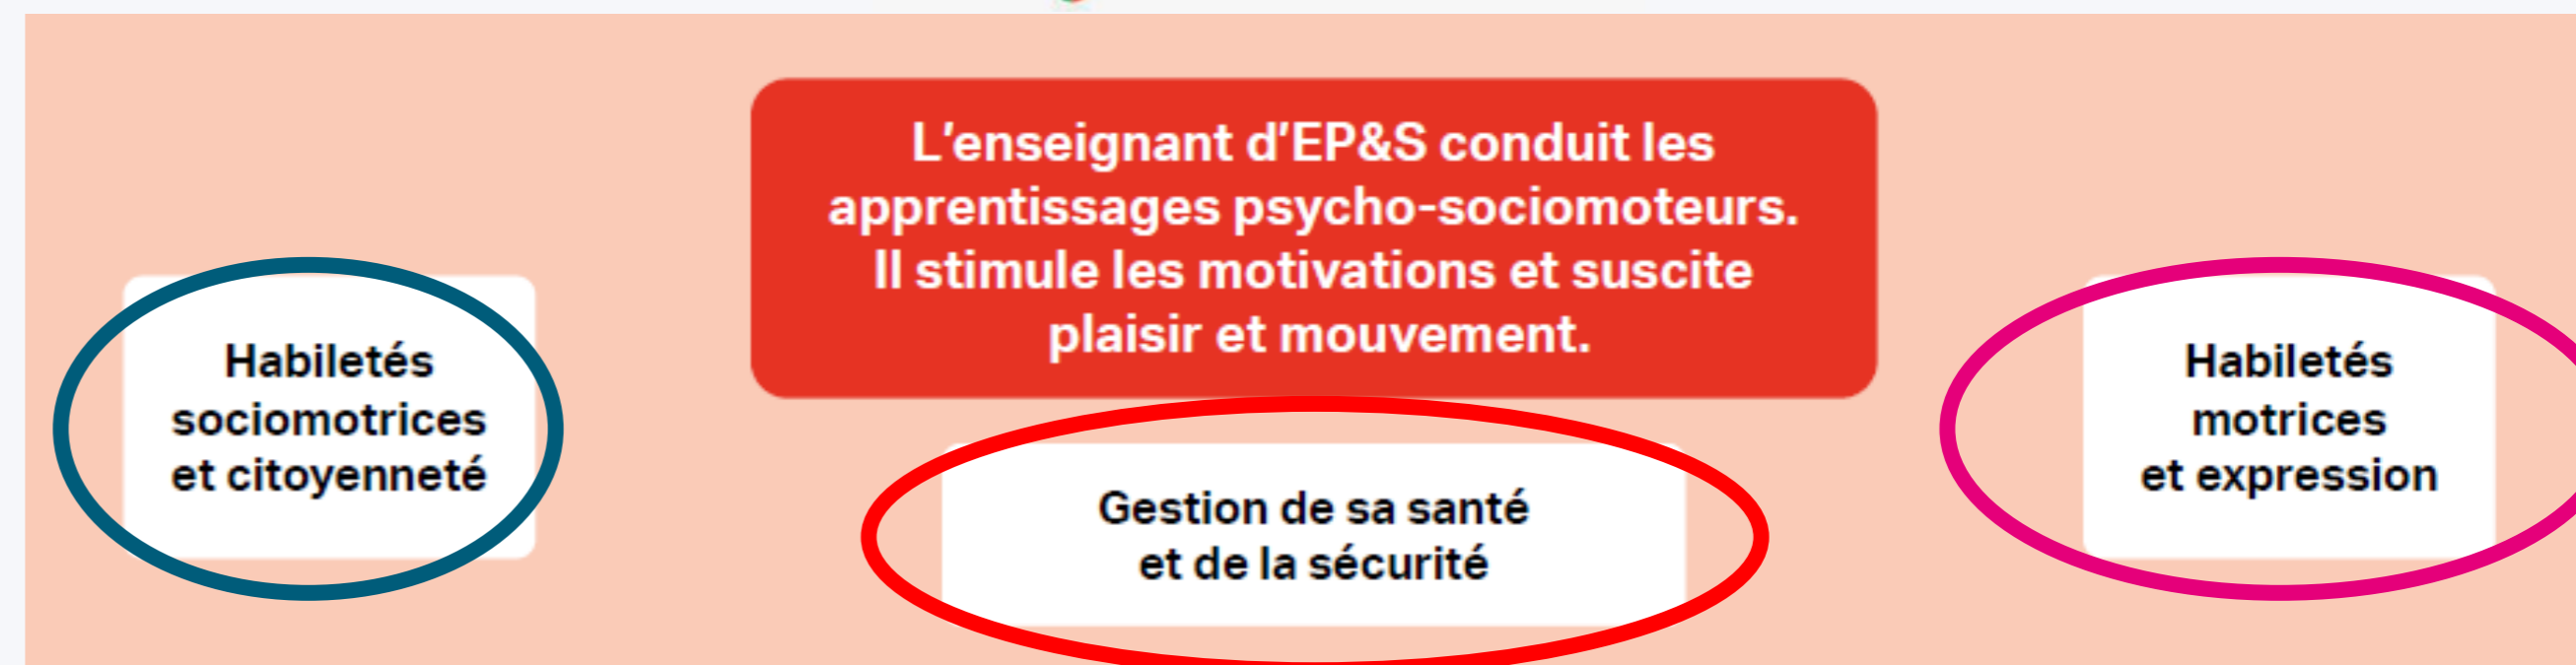 L'enseignant d'EP&S conduit les
apprentissages psycho-sociomoteurs.
Il stimule les motivations et suscite
plaisir et mouvement.
Habiletés
sociomotrices
et citoyenneté
Gestion de sa santé
et de la sécurité
Habiletés
motrices
et expression